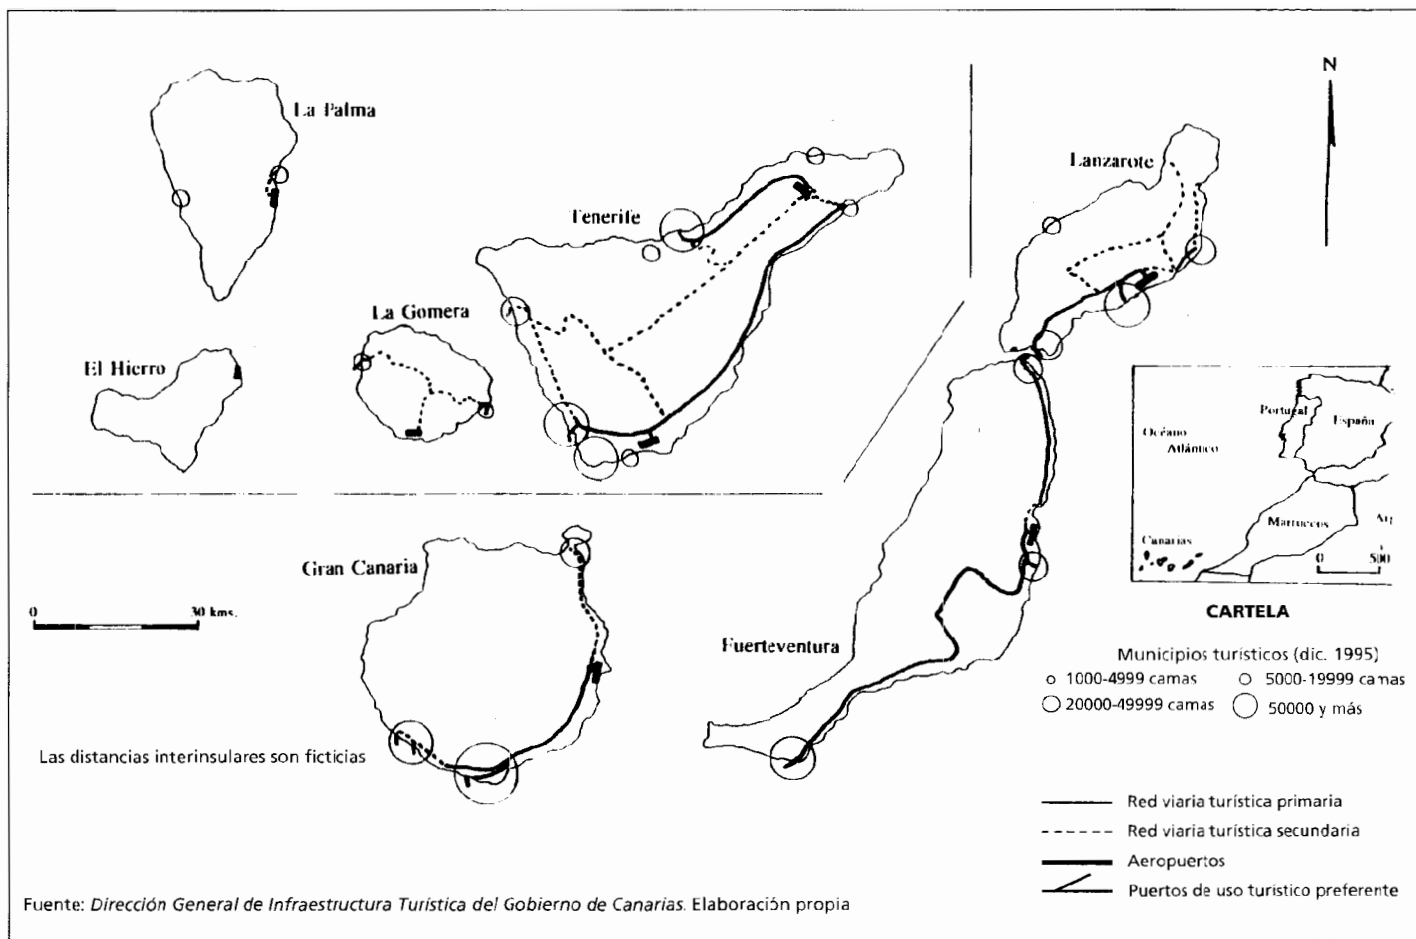 N
La Palma
Lanzarote
Tenerife
La Gomera
El Hierro
Portugal
España
Océano
Atlántico
Marruecos
Canarias
0 500
Gran Canaria
0 30 kms.
Fuerteventura
CARTELA
Municipios turísticos (dic. 1995)
1000-4999 camas 5000-19999 camas
20000-49999 camas 50000 y más
Las distancias interinsulares son ficticias
Red viaria turística primaria
Red viaria turística secundaria
Aeropuertos
Puertos de uso turístico preferente
Fuente: Dirección General de Infraestructura Turística del Gobierno de Canarias. Elaboración propia